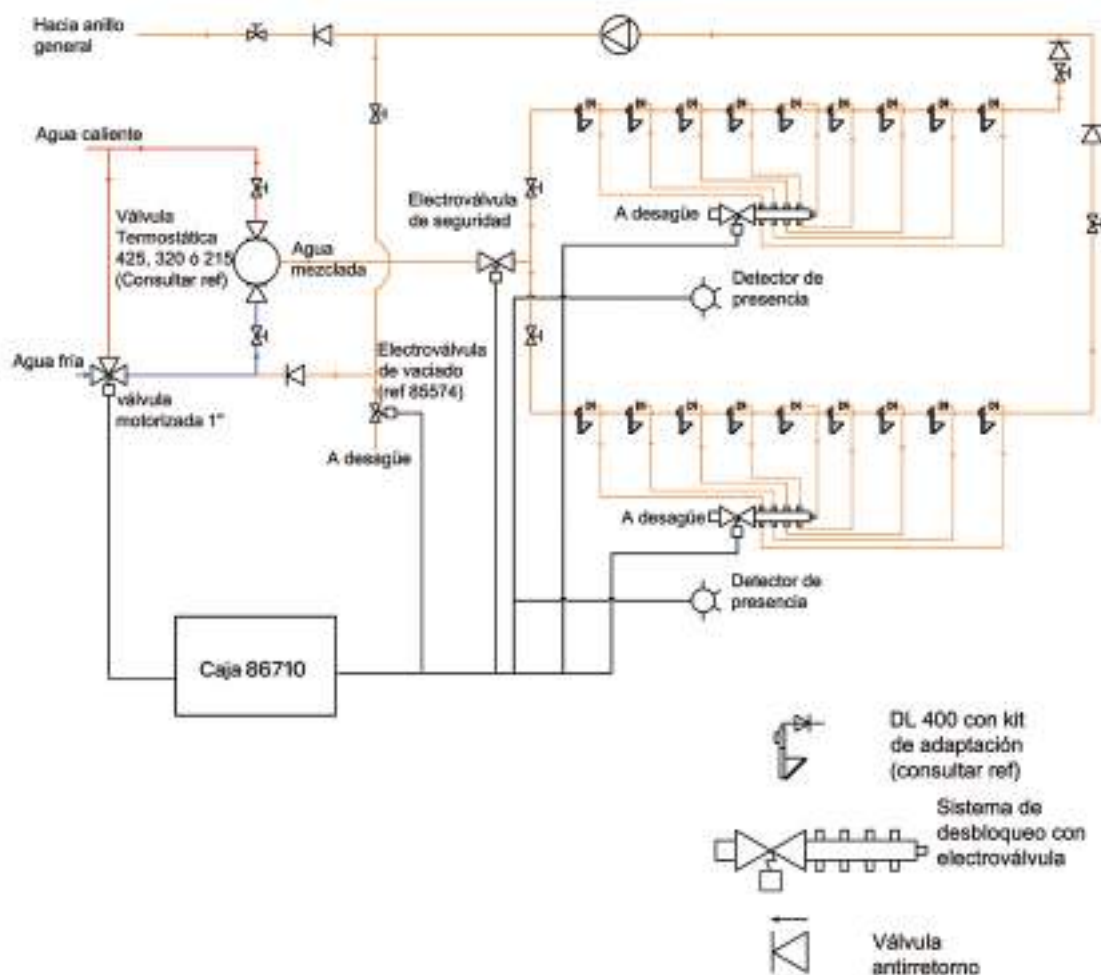 Hacia anillo
general
Agua caliente
Válvula
Termostática
425, 320 ó 215
(Consultar ref)
Agua
mezclada
Electroválvula
de seguridad
A desagüe
Detector de
presencia
Agua fría
válvula
motorizada 1"
Electroválvula
de vaciado
(ref 85574)
A desagüe
A desagüe
Detector de
presencia
Caja 86710
DL 400 con kit
de adaptación
(consultar ref)
Sistema de
desbloqueo con
electroválvula
Válvula
antirretorno